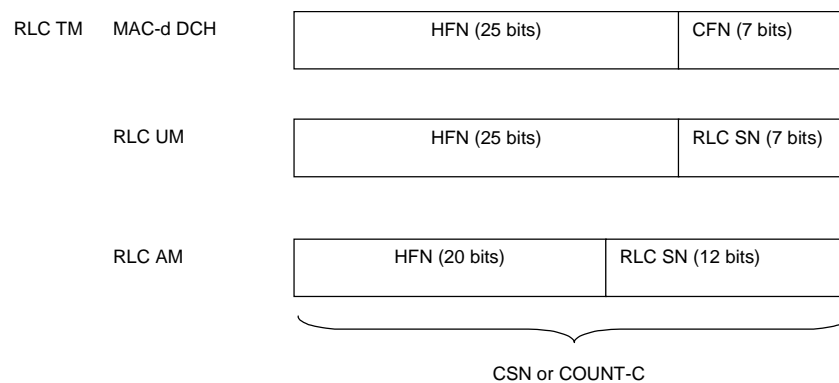 RLC TM MAC-d DCH HFN (25 bits) CFN (7 bits)
RLC UM HFN (25 bits) RLC SN (7 bits)
RLC AM HFN (20 bits) RLC SN (12 bits)
CSN or COUNT-C